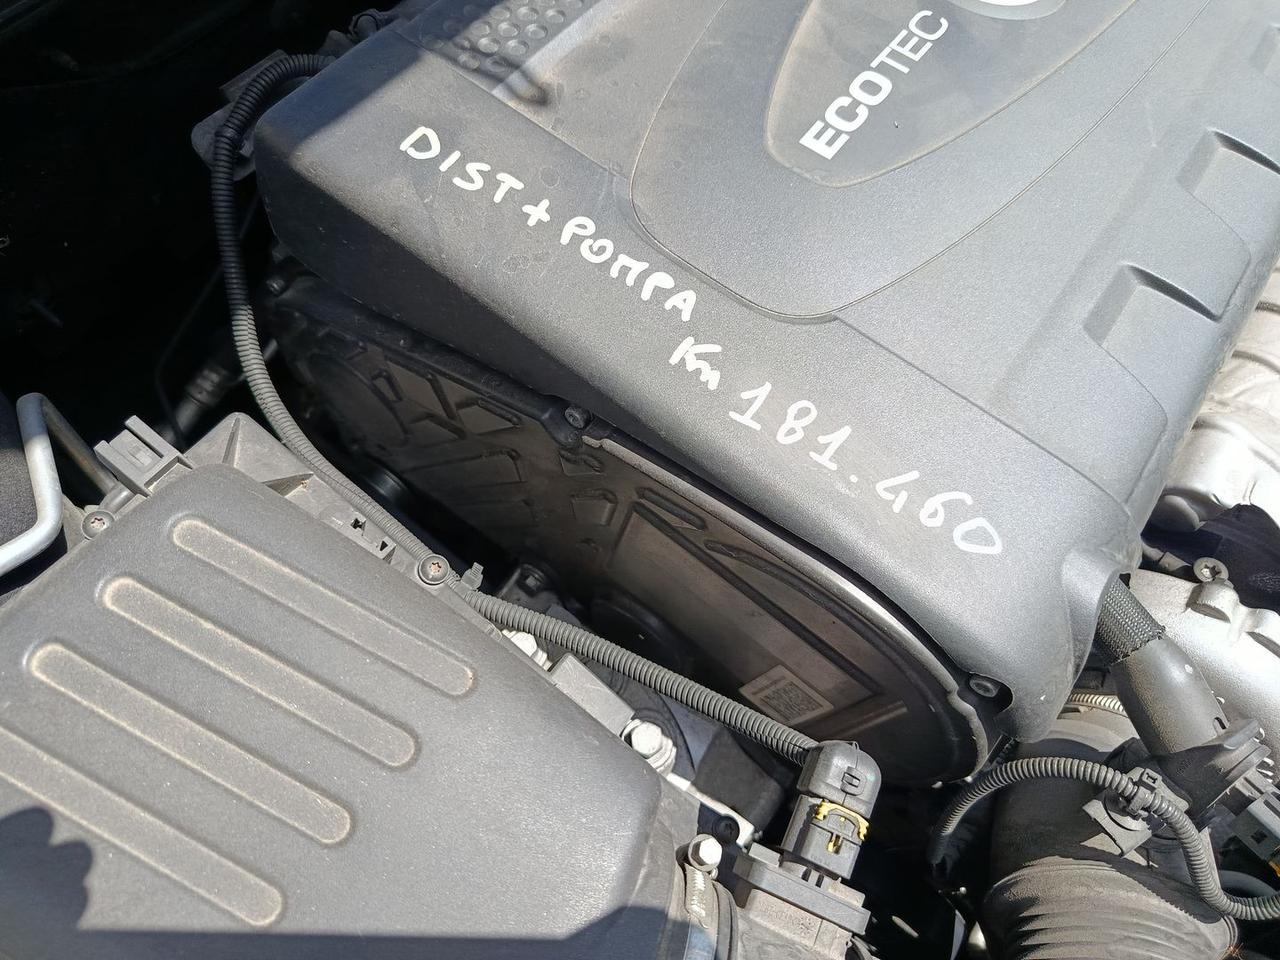 ECOTEC
DIST + POMPA
Km 181.460